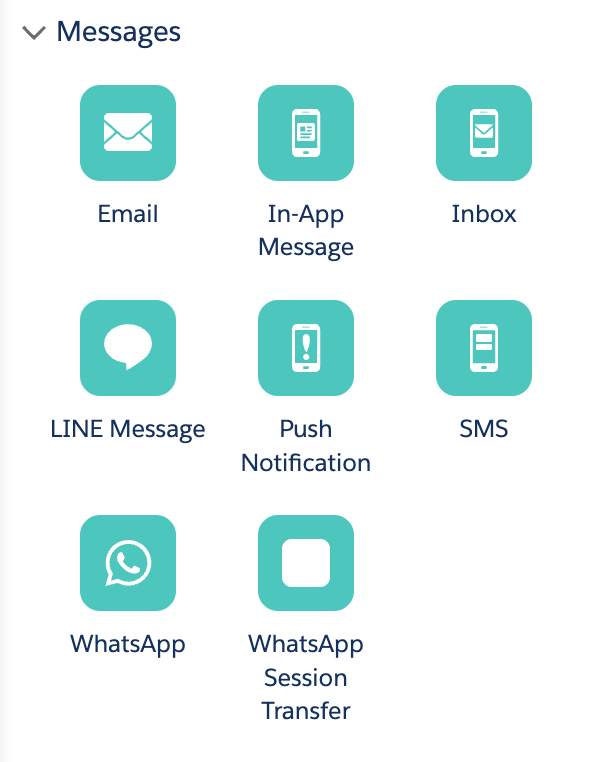 Messages
Email
In-App
Message
Inbox
LINE Message
Push
Notification
SMS
WhatsApp
WhatsApp
Session
Transfer